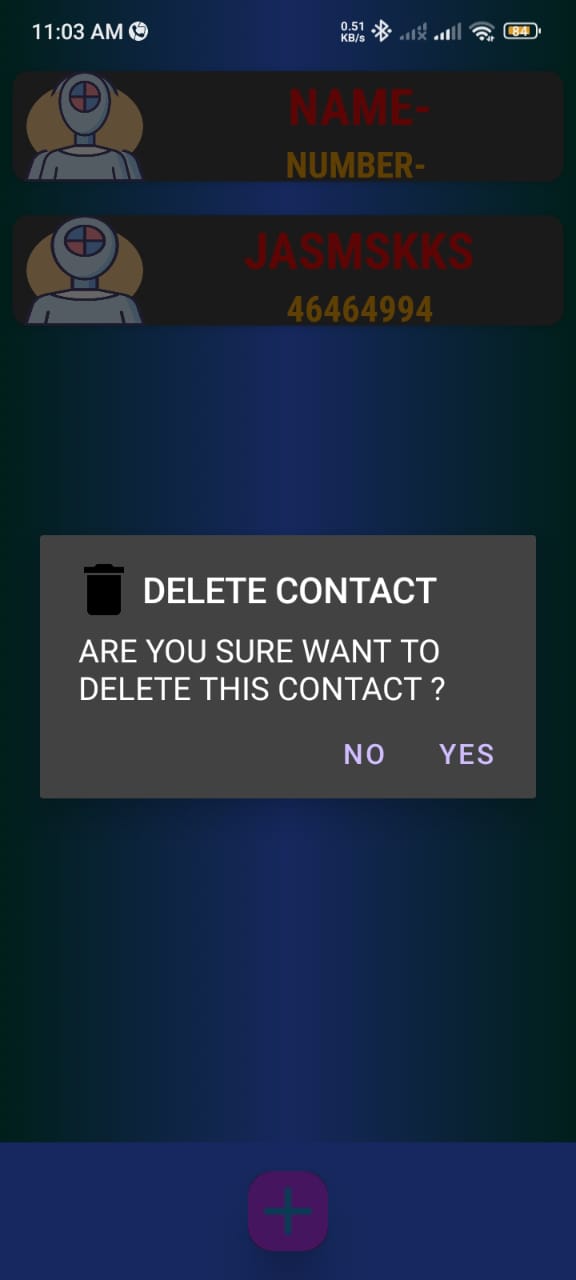 11:03 AM
0.51
KB/s
84
NAME-
NUMBER-
JASMSKKS
46464994
DELETE CONTACT
ARE YOU SURE WANT TO
DELETE THIS CONTACT ?
NO YES